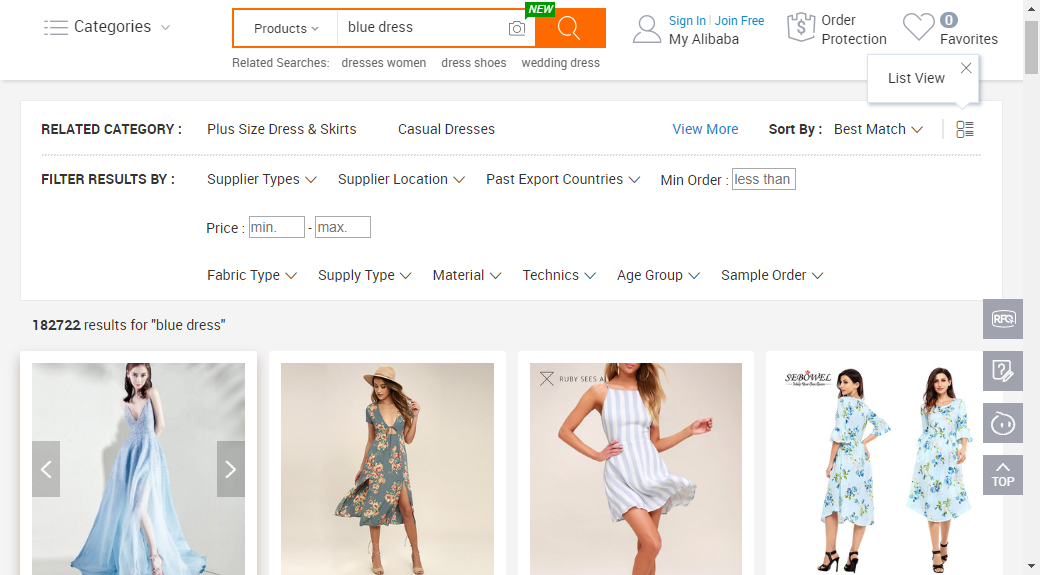 Categories
Products
blue dress
NEW
Sign In | Join Free
My Alibaba
Order
Protection
0
Favorites
Related Searches: dresses women dress shoes wedding dress
List View
RELATED CATEGORY : Plus Size Dress & Skirts Casual Dresses View More Sort By : Best Match
FILTER RESULTS BY : Supplier Types Supplier Location Past Export Countries Min Order : less than
Price : min. - max.
Fabric Type Supply Type Material Technics Age Group Sample Order
182722 results for "blue dress"
RFQ
RUBY SEES A
SEBOWEL
TOP